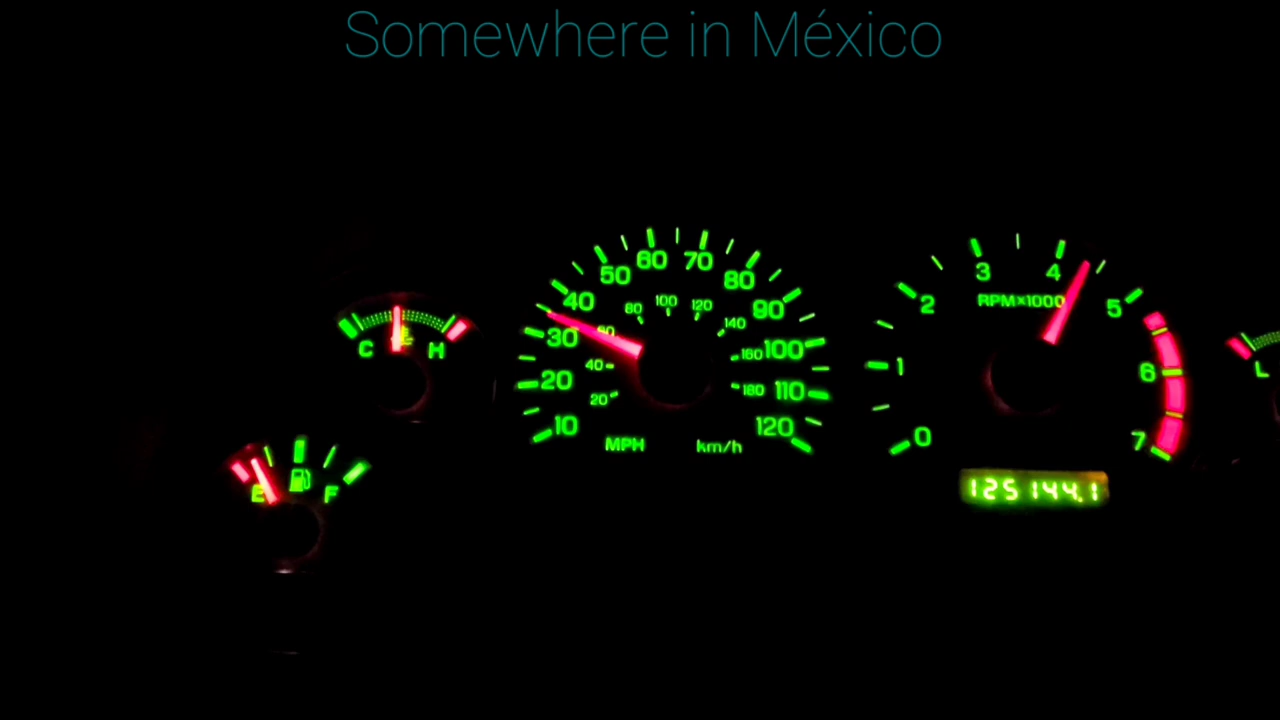 Somewhere in México
C H
E F
10 20 30 40 50 60 70 80 90 100 110 120
20 40 60 80 100 120 140 160 180
MPH km/h
0 1 2 3 4 5 6 7
RPM×1000
125144.1
L